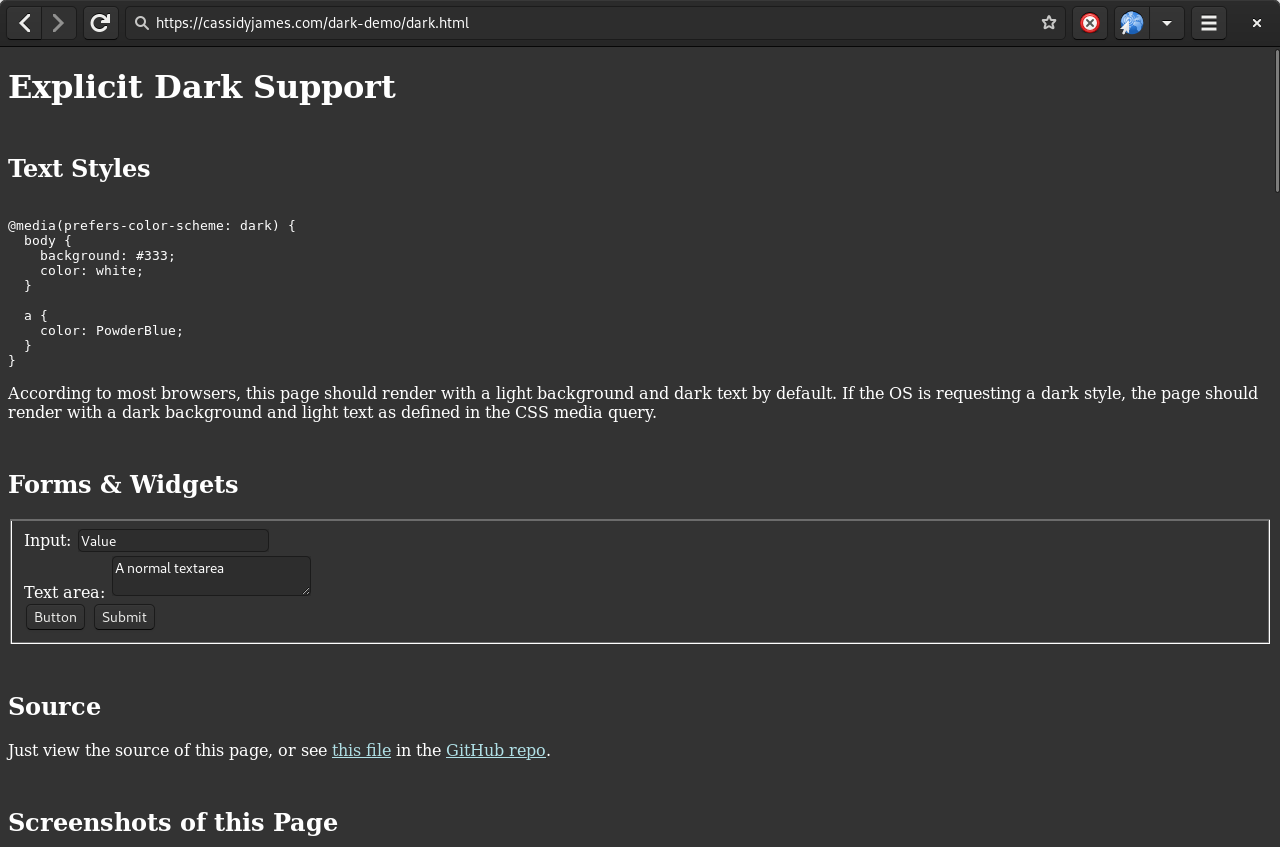 https://cassidyjames.com/dark-demo/dark.html
Explicit Dark Support
Text Styles
@media(prefers-color-scheme: dark) {
  body {
    background: #333;
    color: white;
  }
  a {
    color: PowderBlue;
  }
}
According to most browsers, this page should render with a light background and dark text by default. If the OS is requesting a dark style, the page should
render with a dark background and light text as defined in the CSS media query.
Forms & Widgets
Input: Value
Text area: A normal textarea
Button Submit
Source
Just view the source of this page, or see this file in the GitHub repo.
Screenshots of this Page